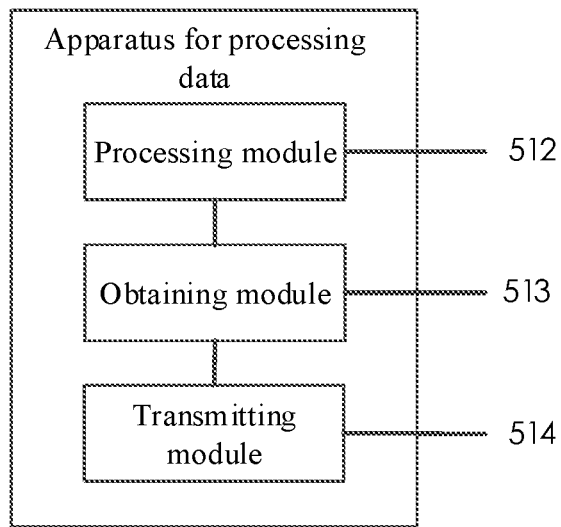 Apparatus for processing
data
Processing module
512
Obtaining module
513
Transmitting
module
514